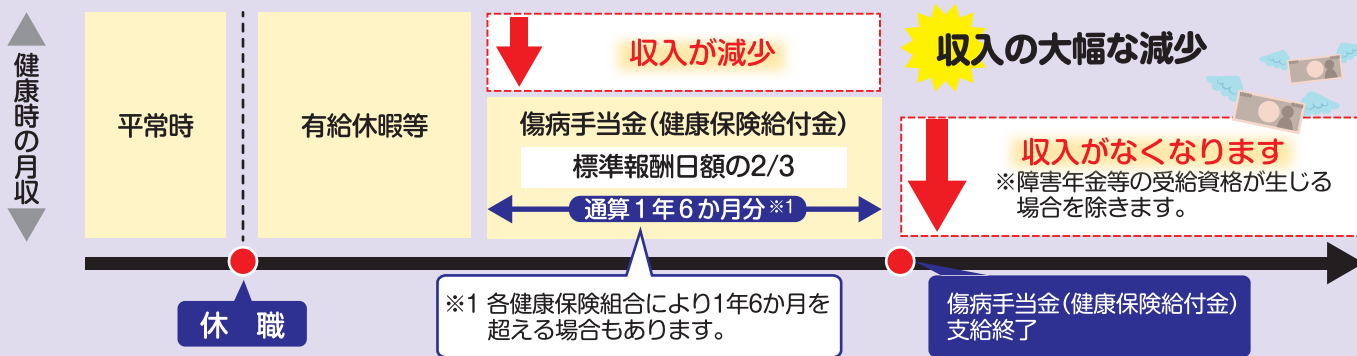 健康時の月収
平常時
有給休暇等
収入が減少
傷病手当金(健康保険給付金)
標準報酬日額の2/3
通算1年6か月分※1
収入の大幅な減少
収入がなくなります
※障害年金等の受給資格が生じる
場合を除きます。
休 職
※1 各健康保険組合により1年6か月を
超える場合もあります。
傷病手当金(健康保険給付金)
支給終了